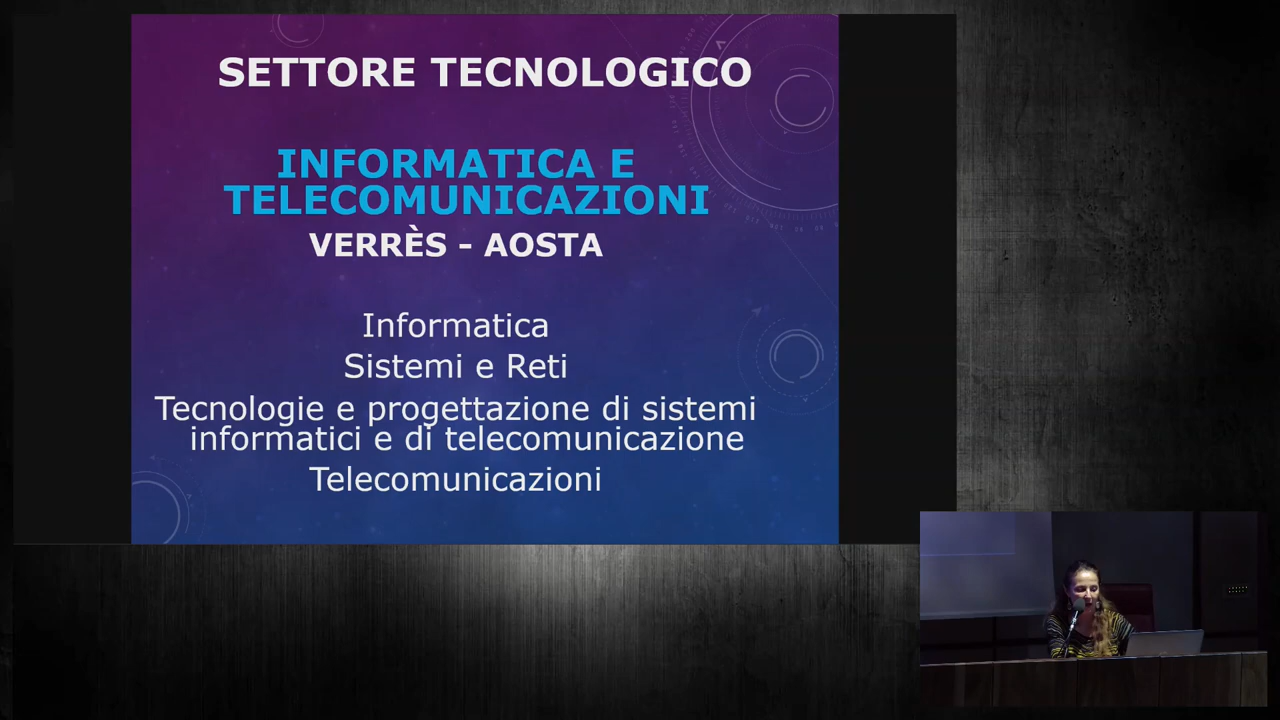 SETTORE TECNOLOGICO
INFORMATICA E
TELECOMUNICAZIONI
VERRÈS - AOSTA
Informatica
Sistemi e Reti
Tecnologie e progettazione di sistemi
informatici e di telecomunicazione
Telecomunicazioni